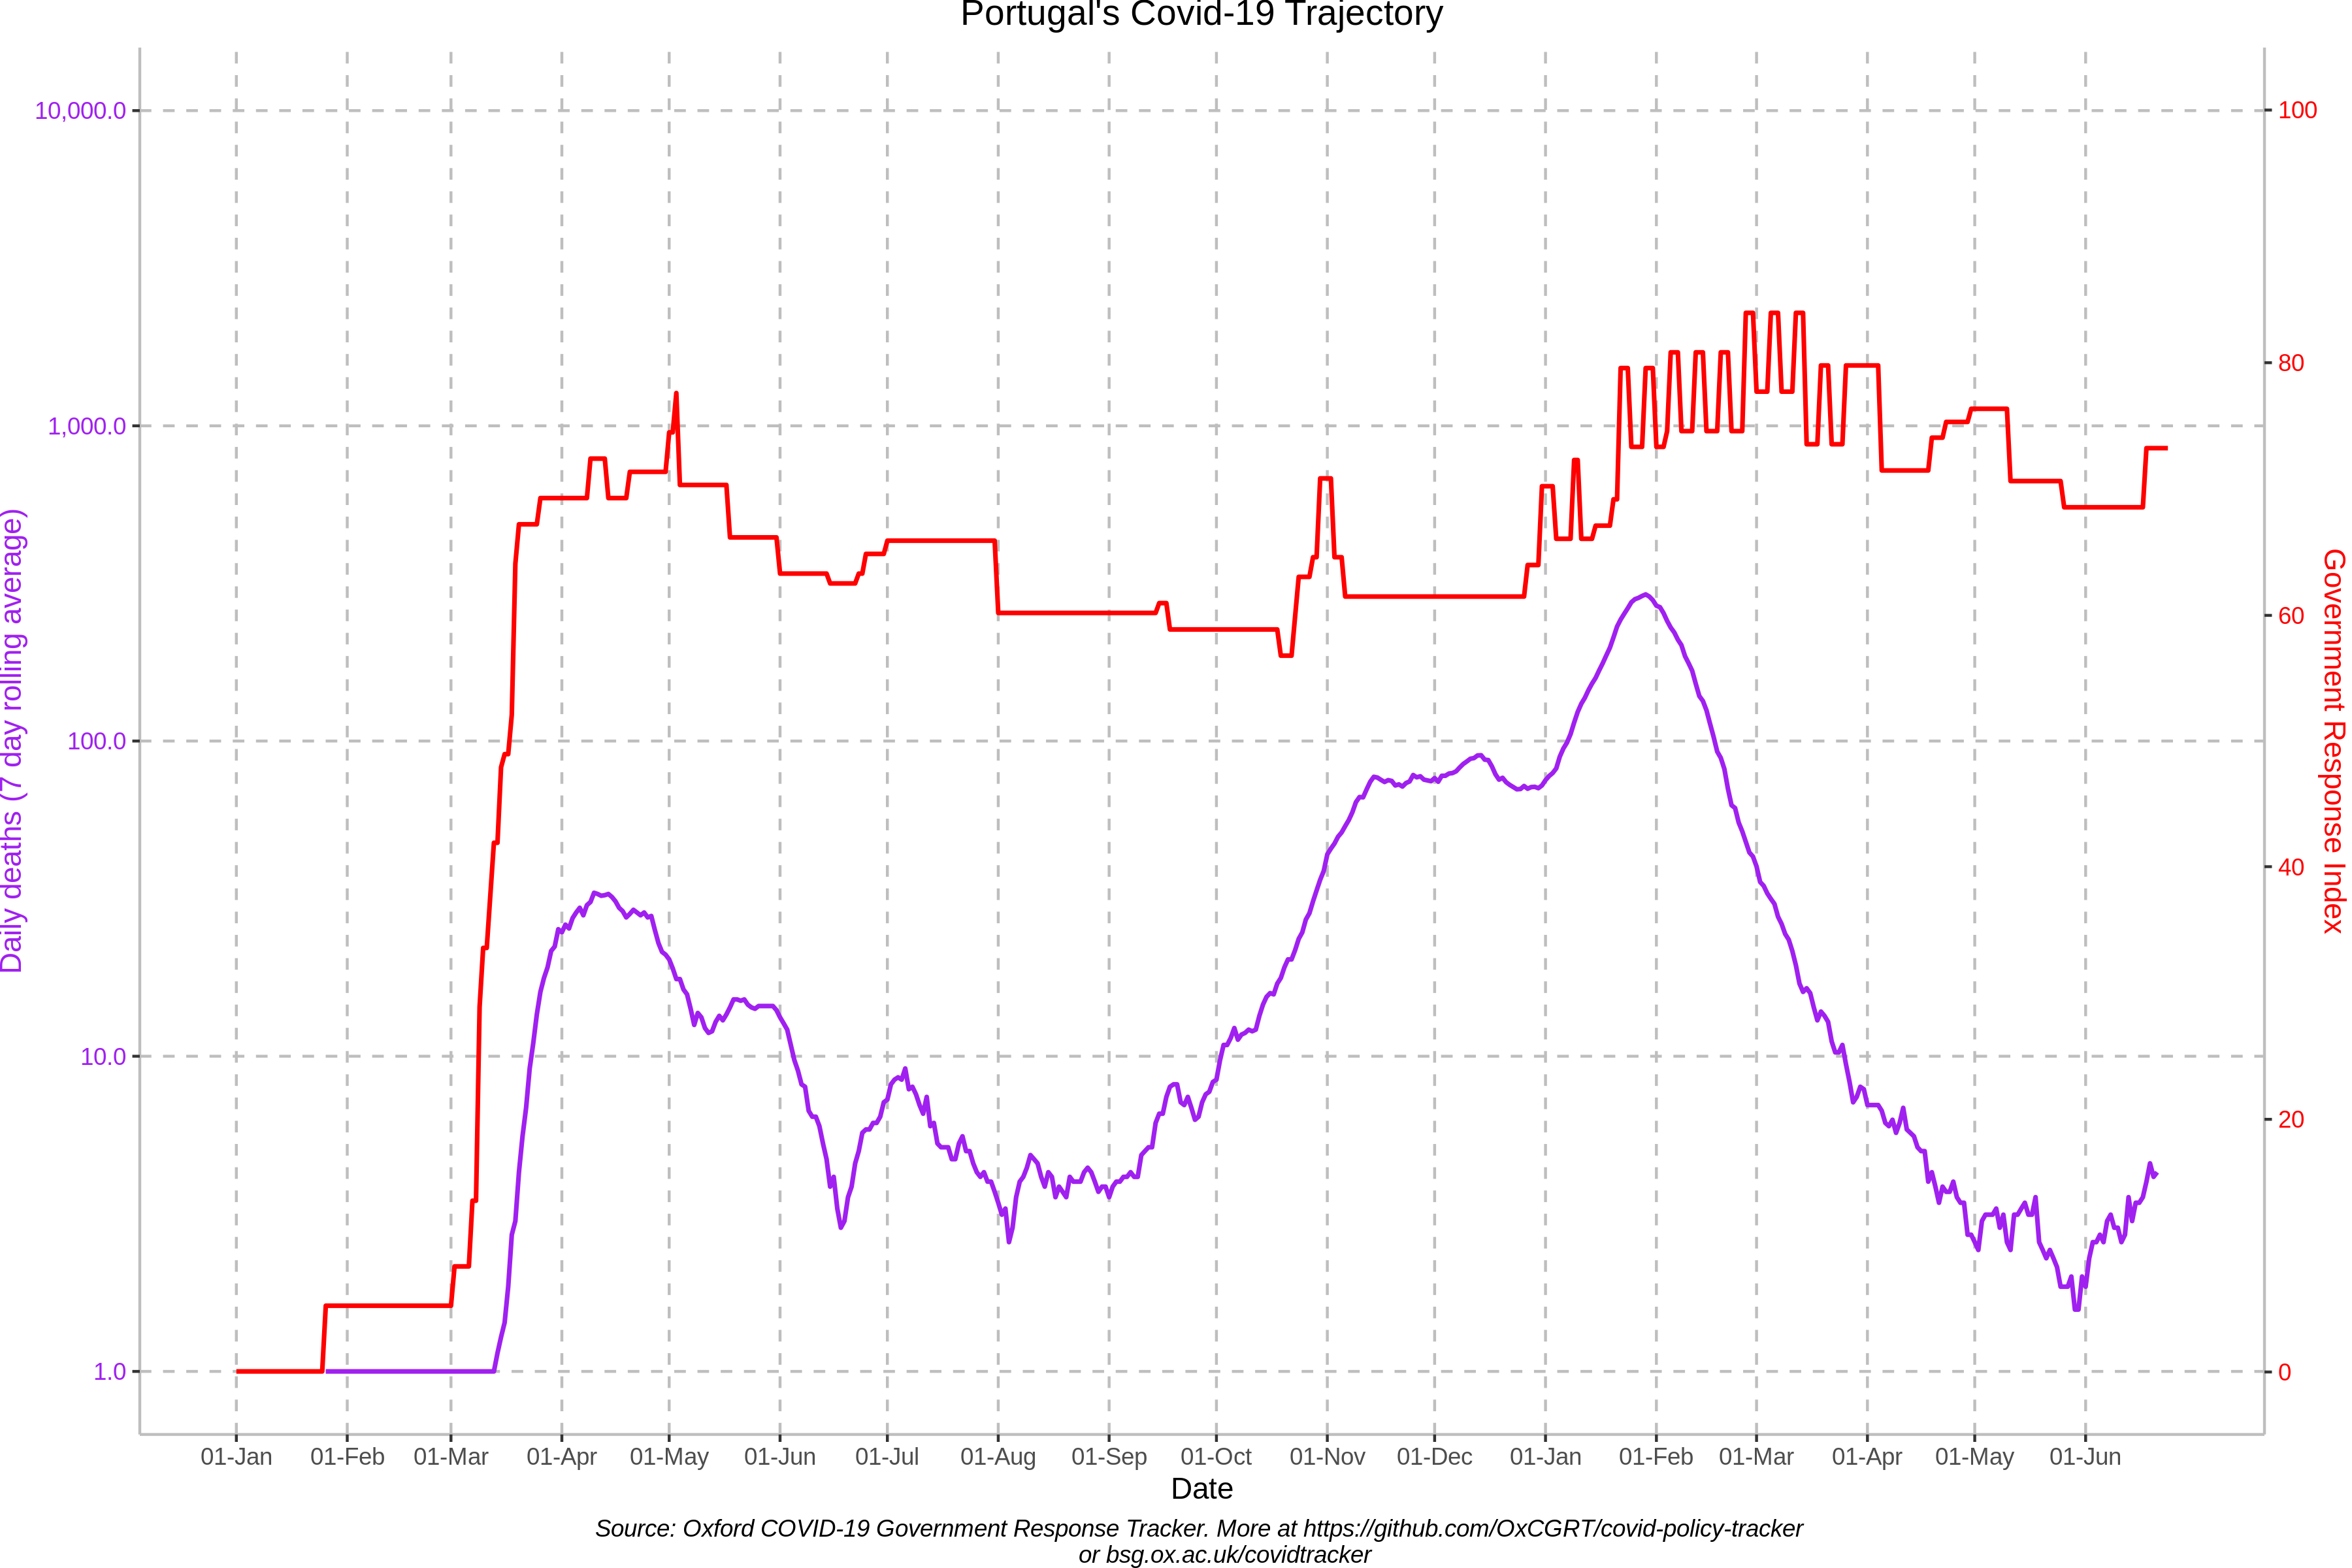 Portugal's Covid-19 Trajectory
10,000.0
1,000.0
100.0
10.0
1.0
Daily deaths (7 day rolling average)
100
80
60
40
20
0
Government Response Index
01-Jan 01-Feb 01-Mar 01-Apr 01-May 01-Jun 01-Jul 01-Aug 01-Sep 01-Oct 01-Nov 01-Dec 01-Jan 01-Feb 01-Mar 01-Apr 01-May 01-Jun
Date
Source: Oxford COVID-19 Government Response Tracker. More at https://github.com/OxCGRT/covid-policy-tracker
or bsg.ox.ac.uk/covidtracker